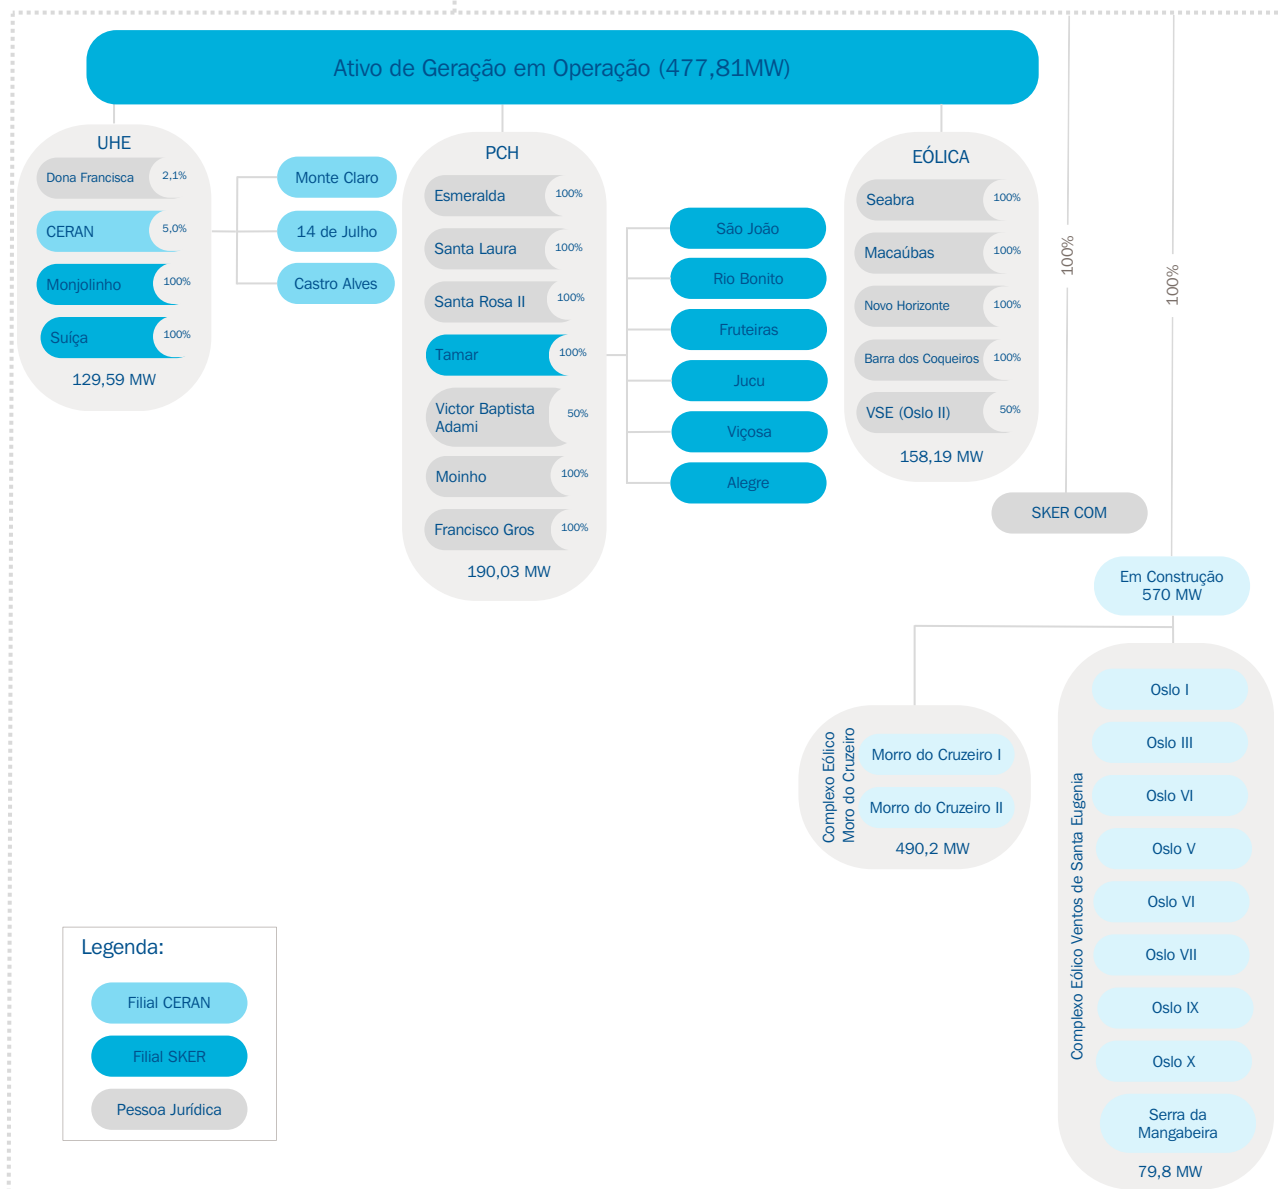 Ativo de Geração em Operação (477,81MW)
UHE
Dona Francisca 2,1%
CERAN 5,0%
Monjolinho 100%
Suíça 100%
129,59 MW
Monte Claro
14 de Julho
Castro Alves
PCH
Esmeralda 100%
Santa Laura 100%
Santa Rosa II 100%
Tamar 100%
Victor Baptista
Adami 50%
Moinho 100%
Francisco Gros 100%
190,03 MW
São João
Rio Bonito
Fruteiras
Jucu
Viçosa
Alegre
EÓLICA
Seabra 100%
Macaúbas 100%
Novo Horizonte 100%
Barra dos Coqueiros 100%
VSE (Oslo II) 50%
158,19 MW
100%
SKER COM
100%
Em Construção
570 MW
Complexo Eólico
Moro do Cruzeiro
Morro do Cruzeiro I
Morro do Cruzeiro II
490,2 MW
Complexo Eólico Ventos de Santa Eugenia
Oslo I
Oslo III
Oslo VI
Oslo V
Oslo VI
Oslo VII
Oslo IX
Oslo X
Serra da
Mangabeira
79,8 MW
Legenda:
Filial CERAN
Filial SKER
Pessoa Jurídica